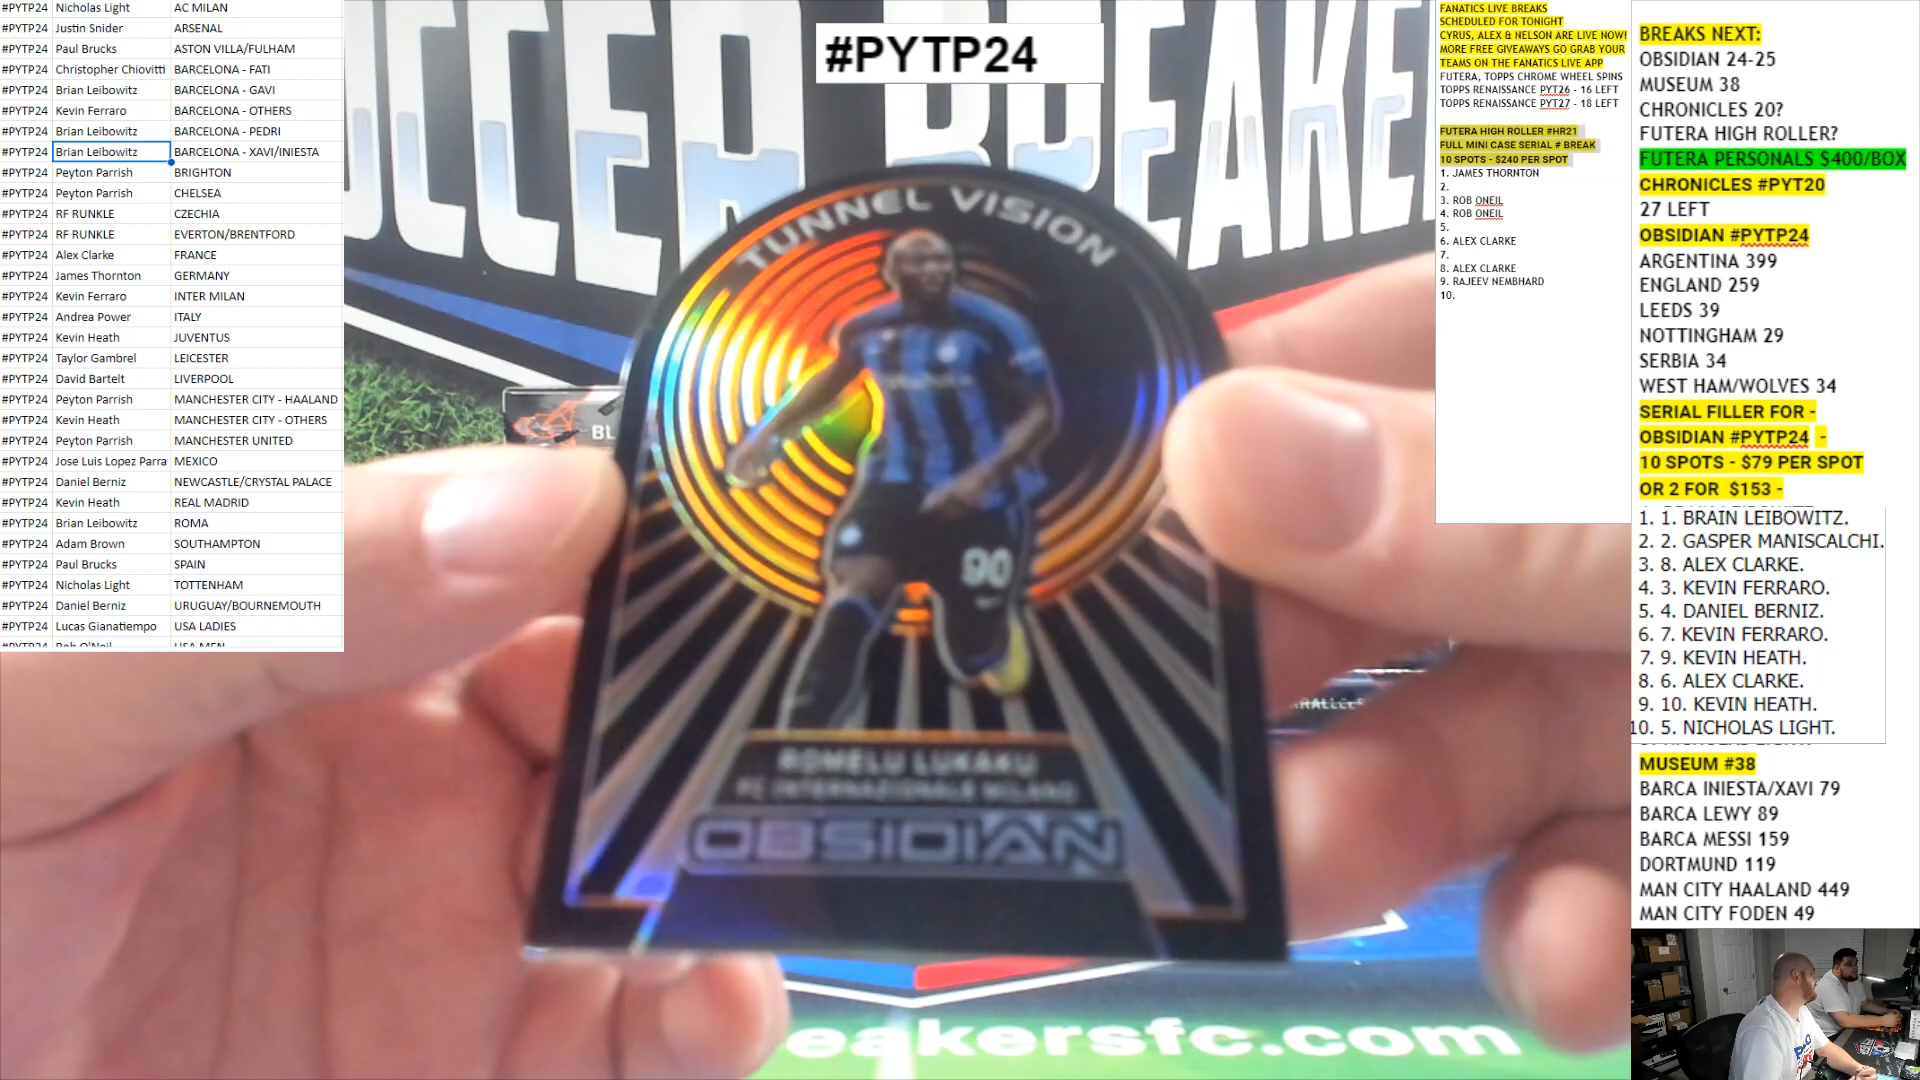 #PYTP24 Nicholas Light AC MILAN
#PYTP24 Justin Snider ARSENAL
#PYTP24 Paul Brucks ASTON VILLA/FULHAM
#PYTP24 Christopher Chiovitti BARCELONA - FATI
#PYTP24 Brian Leibowitz BARCELONA - GAVI
#PYTP24 Kevin Ferraro BARCELONA - OTHERS
#PYTP24 Brian Leibowitz BARCELONA - PEDRI
#PYTP24 Brian Leibowitz BARCELONA - XAVI/INIESTA
#PYTP24 Peyton Parrish BRIGHTON
#PYTP24 Peyton Parrish CHELSEA
#PYTP24 RF RUNKLE CZECHIA
#PYTP24 RF RUNKLE EVERTON/BRENTFORD
#PYTP24 Alex Clarke FRANCE
#PYTP24 James Thornton GERMANY
#PYTP24 Kevin Ferraro INTER MILAN
#PYTP24 Andrea Power ITALY
#PYTP24 Kevin Heath JUVENTUS
#PYTP24 Taylor Gambrel LEICESTER
#PYTP24 David Bartelt LIVERPOOL
#PYTP24 Peyton Parrish MANCHESTER CITY - HAALAND
#PYTP24 Kevin Heath MANCHESTER CITY - OTHERS
#PYTP24 Peyton Parrish MANCHESTER UNITED
#PYTP24 Jose Luis Lopez Parra MEXICO
#PYTP24 Daniel Berniz NEWCASTLE/CRYSTAL PALACE
#PYTP24 Kevin Heath REAL MADRID
#PYTP24 Brian Leibowitz ROMA
#PYTP24 Adam Brown SOUTHAMPTON
#PYTP24 Paul Brucks SPAIN
#PYTP24 Nicholas Light TOTTENHAM
#PYTP24 Daniel Berniz URUGUAY/BOURNEMOUTH
#PYTP24 Lucas Gianatiempo USA LADIES
#PYTP24
SOCCER BREAKE
TUNNEL VISION
90
ROMELU LUKAKU
FC INTERNAZIONALE MILANO
OBSIDIAN
BL
eakersfc.com
FANATICS LIVE BREAKS
SCHEDULED FOR TONIGHT
CYRUS, ALEX & NELSON ARE LIVE NOW!
MORE FREE GIVEAWAYS GO GRAB YOUR
TEAMS ON THE FANATICS LIVE APP
FUTERA, TOPPS CHROME WHEEL SPINS
TOPPS RENAISSANCE PYT26 - 16 LEFT
TOPPS RENAISSANCE PYT27 - 18 LEFT
FUTERA HIGH ROLLER #HR21
FULL MINI CASE SERIAL # BREAK
10 SPOTS - $240 PER SPOT
1. JAMES THORNTON
2.
3. ROB ONEIL
4. ROB ONEIL
5.
6. ALEX CLARKE
7.
8. ALEX CLARKE
9. RAJEEV NEMBHARD
10.
BREAKS NEXT:
OBSIDIAN 24-25
MUSEUM 38
CHRONICLES 20?
FUTERA HIGH ROLLER?
FUTERA PERSONALS $400/BOX
CHRONICLES #PYT20
27 LEFT
OBSIDIAN #PYTP24
ARGENTINA 399
ENGLAND 259
LEEDS 39
NOTTINGHAM 29
SERBIA 34
WEST HAM/WOLVES 34
SERIAL FILLER FOR -
OBSIDIAN #PYTP24 -
10 SPOTS - $79 PER SPOT
OR 2 FOR $153 -
1. 1. BRAIN LEIBOWITZ.
2. 2. GASPER MANISCALCHI.
3. 8. ALEX CLARKE.
4. 3. KEVIN FERRARO.
5. 4. DANIEL BERNIZ.
6. 7. KEVIN FERRARO.
7. 9. KEVIN HEATH.
8. 6. ALEX CLARKE.
9. 10. KEVIN HEATH.
10. 5. NICHOLAS LIGHT.
MUSEUM #38
BARCA INIESTA/XAVI 79
BARCA LEWY 89
BARCA MESSI 159
DORTMUND 119
MAN CITY HAALAND 449
MAN CITY FODEN 49